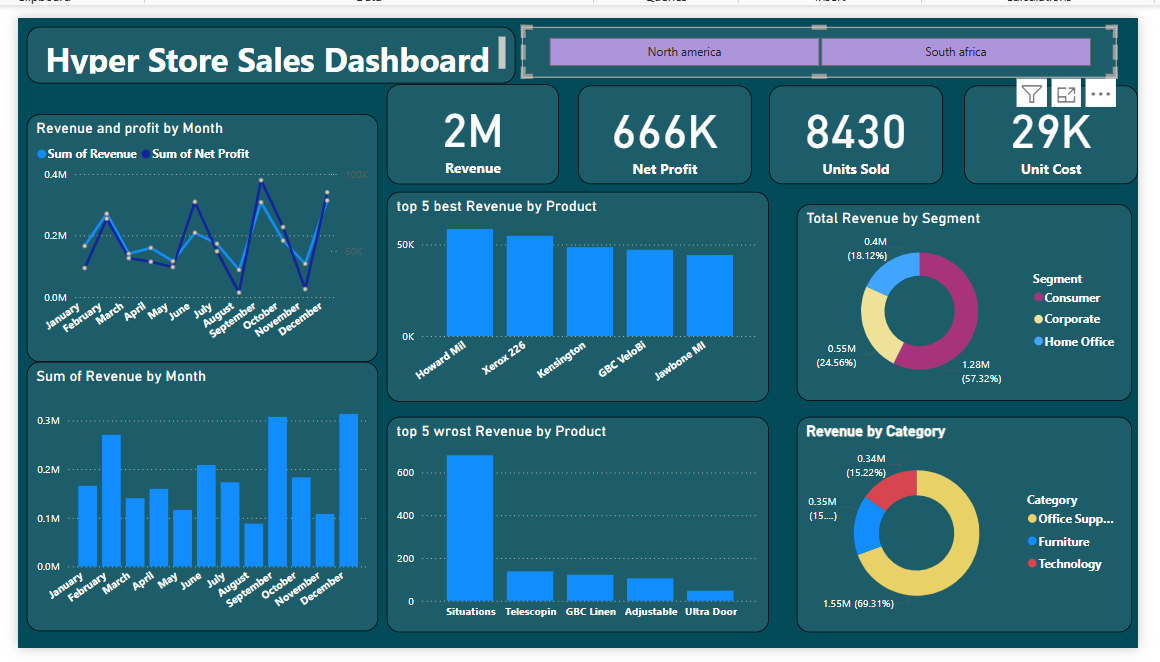 Hyper Store Sales Dashboard
North america
South africa
2M
Revenue
666K
Net Profit
8430
Units Sold
29K
Unit Cost
Revenue and profit by Month
Sum of Revenue
Sum of Net Profit
0.4M
0.2M
0.0M
100K
50K
January
February
March
April
May
June
July
August
September
October
November
December
top 5 best Revenue by Product
50K
0K
Howard Mil
Xerox 226
Kensington
GBC VeloBi
Jawbone MI
Total Revenue by Segment
0.4M
(18.12%)
0.55M
(24.56%)
1.28M
(57.32%)
Segment
Consumer
Corporate
Home Office
Sum of Revenue by Month
0.3M
0.2M
0.1M
0.0M
January
February
March
April
May
June
July
August
September
October
November
December
top 5 wrost Revenue by Product
600
400
200
0
Situations
Telescopin
GBC Linen
Adjustable
Ultra Door
Revenue by Category
0.34M
(15.22%)
0.35M
(15....)
1.55M (69.31%)
Category
Office Supp...
Furniture
Technology